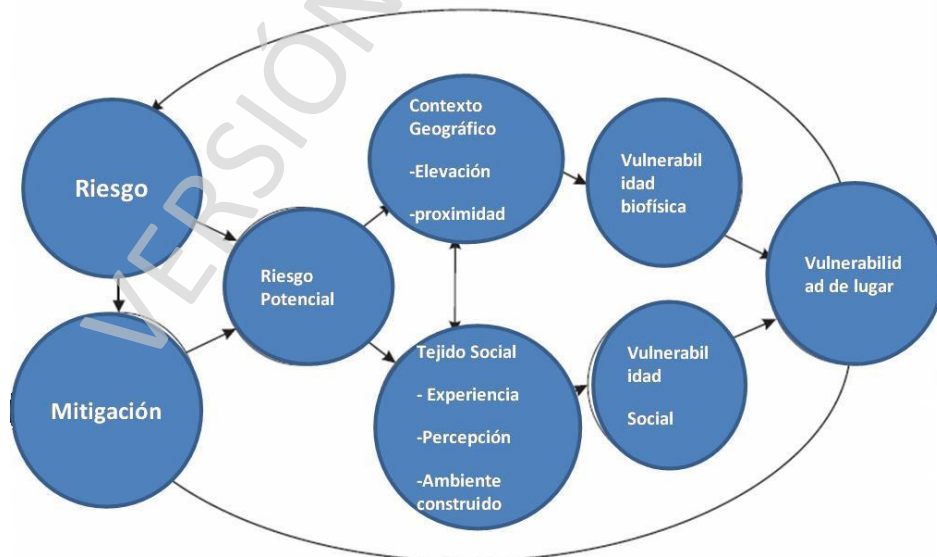 VERSIÓN
Riesgo
Mitigación
Riesgo
Potencial
Contexto
Geográfico
-Elevación
-proximidad
Tejido Social
- Experiencia
-Percepción
-Ambiente
construido
Vulnerabil
idad
biofísica
Vulnerabil
idad
Social
Vulnerabilid
ad de lugar